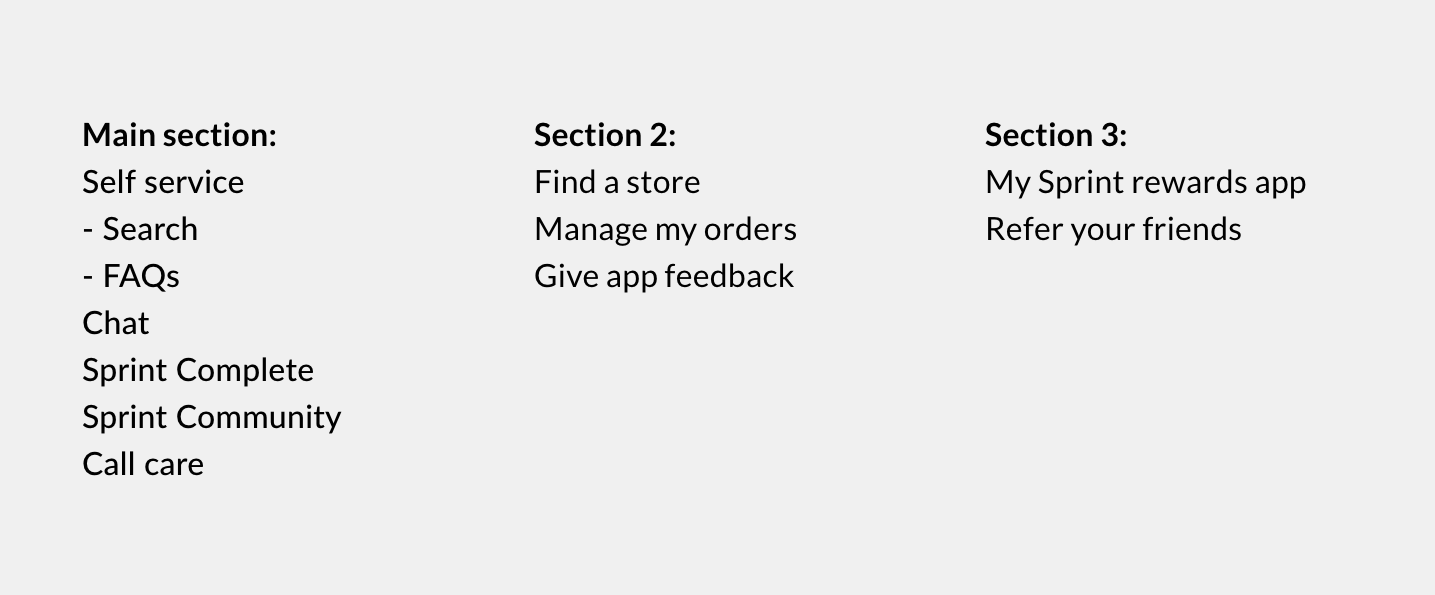 Main section:
Self service
- Search
- FAQs
Chat
Sprint Complete
Sprint Community
Call care
Section 2:
Find a store
Manage my orders
Give app feedback
Section 3:
My Sprint rewards app
Refer your friends